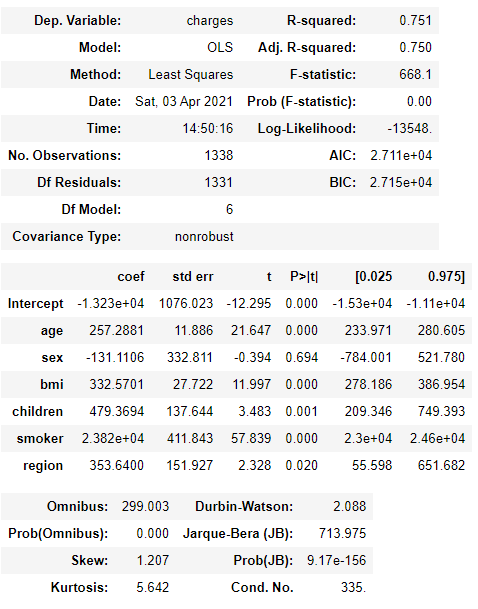 Dep. Variable: charges R-squared: 0.751
Model: OLS Adj. R-squared: 0.750
Method: Least Squares F-statistic: 668.1
Date: Sat, 03 Apr 2021 Prob (F-statistic): 0.00
Time: 14:50:16 Log-Likelihood: -13548.
No. Observations: 1338 AIC: 2.711e+04
Df Residuals: 1331 BIC: 2.715e+04
Df Model: 6
Covariance Type: nonrobust
coef std err t P>|t| [0.025 0.975]
Intercept -1.323e+04 1076.023 -12.295 0.000 -1.53e+04 -1.11e+04
age 257.2881 11.886 21.647 0.000 233.971 280.605
sex -131.1106 332.811 -0.394 0.694 -784.001 521.780
bmi 332.5701 27.722 11.997 0.000 278.186 386.954
children 479.3694 137.644 3.483 0.001 209.346 749.393
smoker 2.382e+04 411.843 57.839 0.000 2.3e+04 2.46e+04
region 353.6400 151.927 2.328 0.020 55.598 651.682
Omnibus: 299.003 Durbin-Watson: 2.088
Prob(Omnibus): 0.000 Jarque-Bera (JB): 713.975
Skew: 1.207 Prob(JB): 9.17e-156
Kurtosis: 5.642 Cond. No. 335.